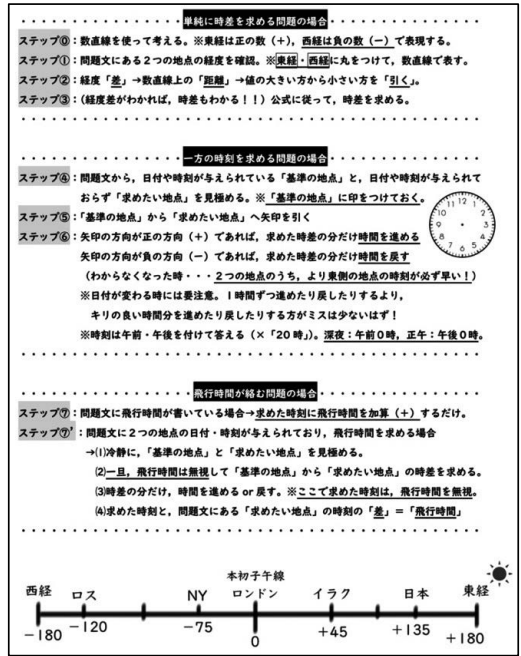 単純に時差を求める問題の場合
ステップ⓪：数直線を使って考える。※東経は正の数（＋），西経は負の数（－）で表現する。
ステップ①：問題文にある２つの地点の経度を確認。※東経・西経に丸をつけて，数直線で表す。
ステップ②：経度「差」→数直線上の「距離」→値の大きい方から小さい方を「引く」。
ステップ③：（経度差がわかれば，時差もわかる！！）公式に従って，時差を求める。
一方の時刻を求める問題の場合
ステップ④：問題文から，日付や時刻が与えられている「基準の地点」と，日付や時刻が与えられて
おらず「求めたい地点」を見極める。※「基準の地点」に印をつけておく。
ステップ⑤：「基準の地点」から「求めたい地点」へ矢印を引く
ステップ⑥：矢印の方向が正の方向（＋）であれば，求めた時差の分だけ時間を進める
矢印の方向が負の方向（－）であれば，求めた時差の分だけ時間を戻す
（わからなくなった時・・・２つの地点のうち，より東側の地点の時刻が必ず早い！）
※日付が変わる時には要注意。１時間ずつ進めたり戻したりするより，
キリの良い時間分を進めたり戻したりする方がミスは少ないはず！
※時刻は午前・午後を付けて答える（×「20時」）。深夜：午前０時，正午：午後０時。
12 1 2 3 4 5 6 7 8 9 10 11
飛行時間が絡む問題の場合
ステップ⑦：問題文に飛行時間が書いている場合→求めた時刻に飛行時間を加算（＋）するだけ。
ステップ⑦'：問題文に２つの地点の日付・時刻が与えられており，飛行時間を求める場合
→⑴冷静に，「基準の地点」と「求めたい地点」を見極める。
⑵一旦，飛行時間は無視して「基準の地点」から「求めたい地点」の時差を求める。
⑶時差の分だけ，時間を進める or 戻す。※ここで求めた時刻は，飛行時間を無視。
⑷求めた時刻と，問題文にある「求めたい地点」の時刻の「差」＝「飛行時間」
本初子午線
西経 ロス NY ロンドン イラク 日本 東経
－180 －120 －75 0 ＋45 ＋135 ＋180